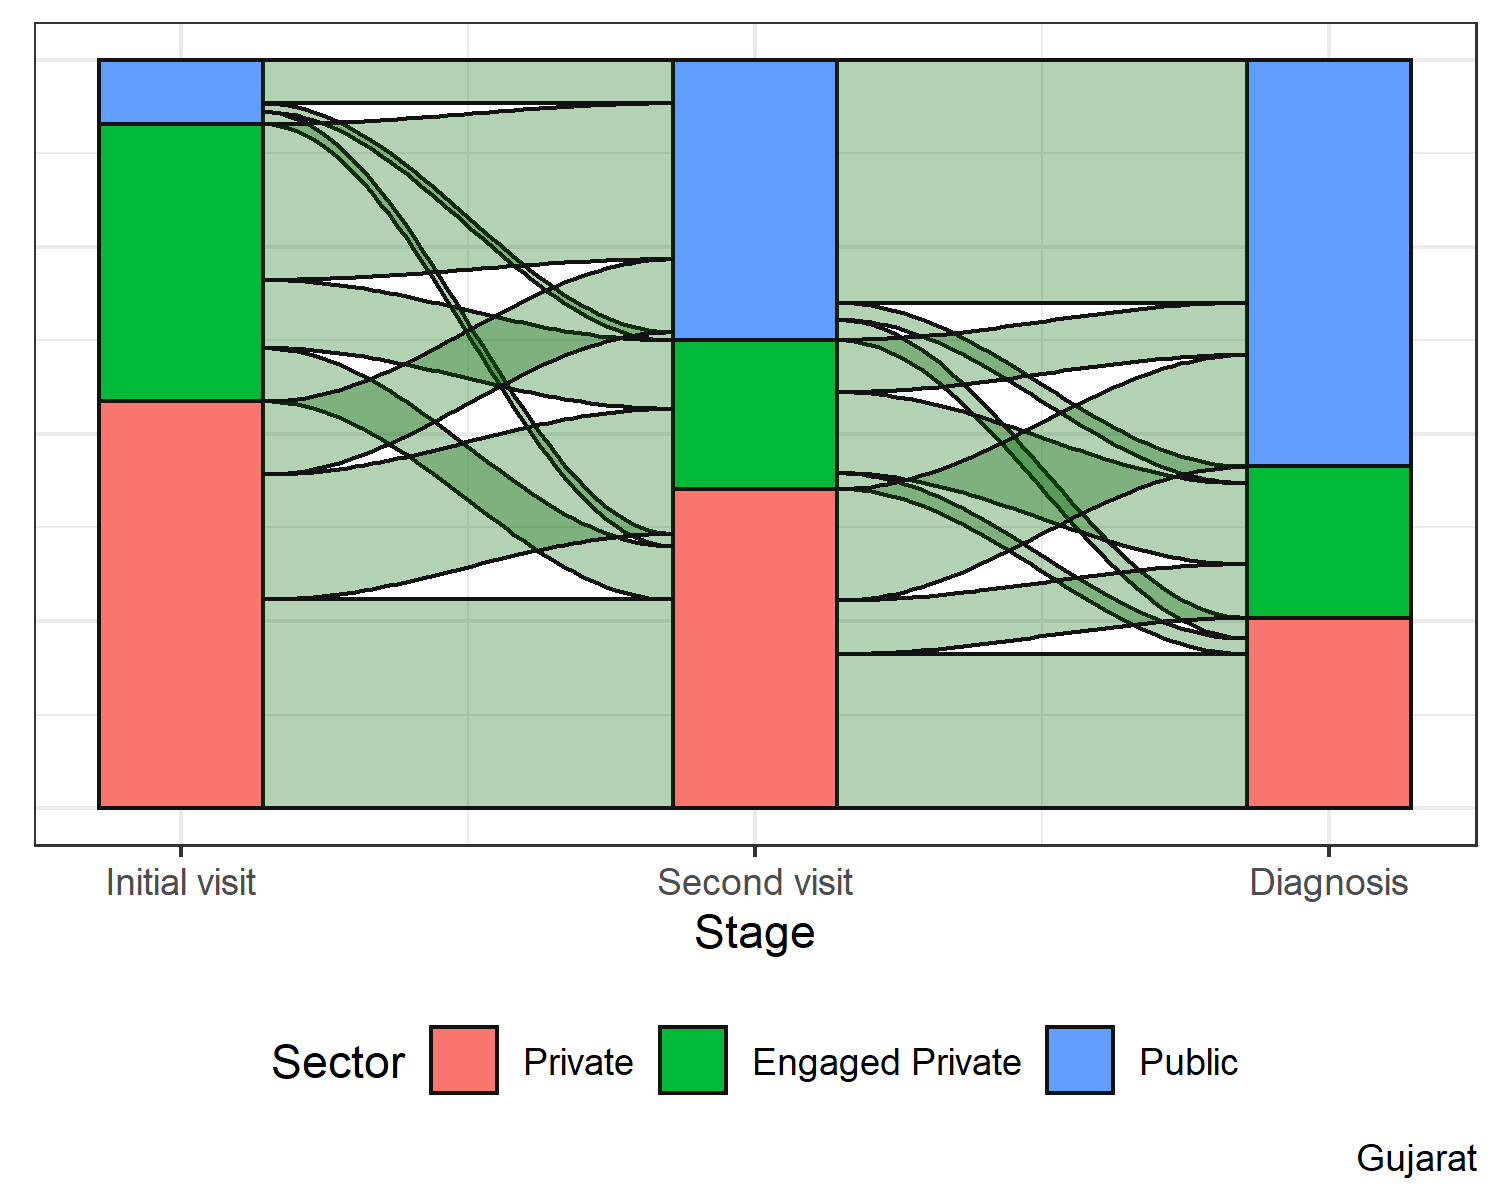 Initial visit Second visit Diagnosis
Stage
Sector Private Engaged Private Public
Gujarat